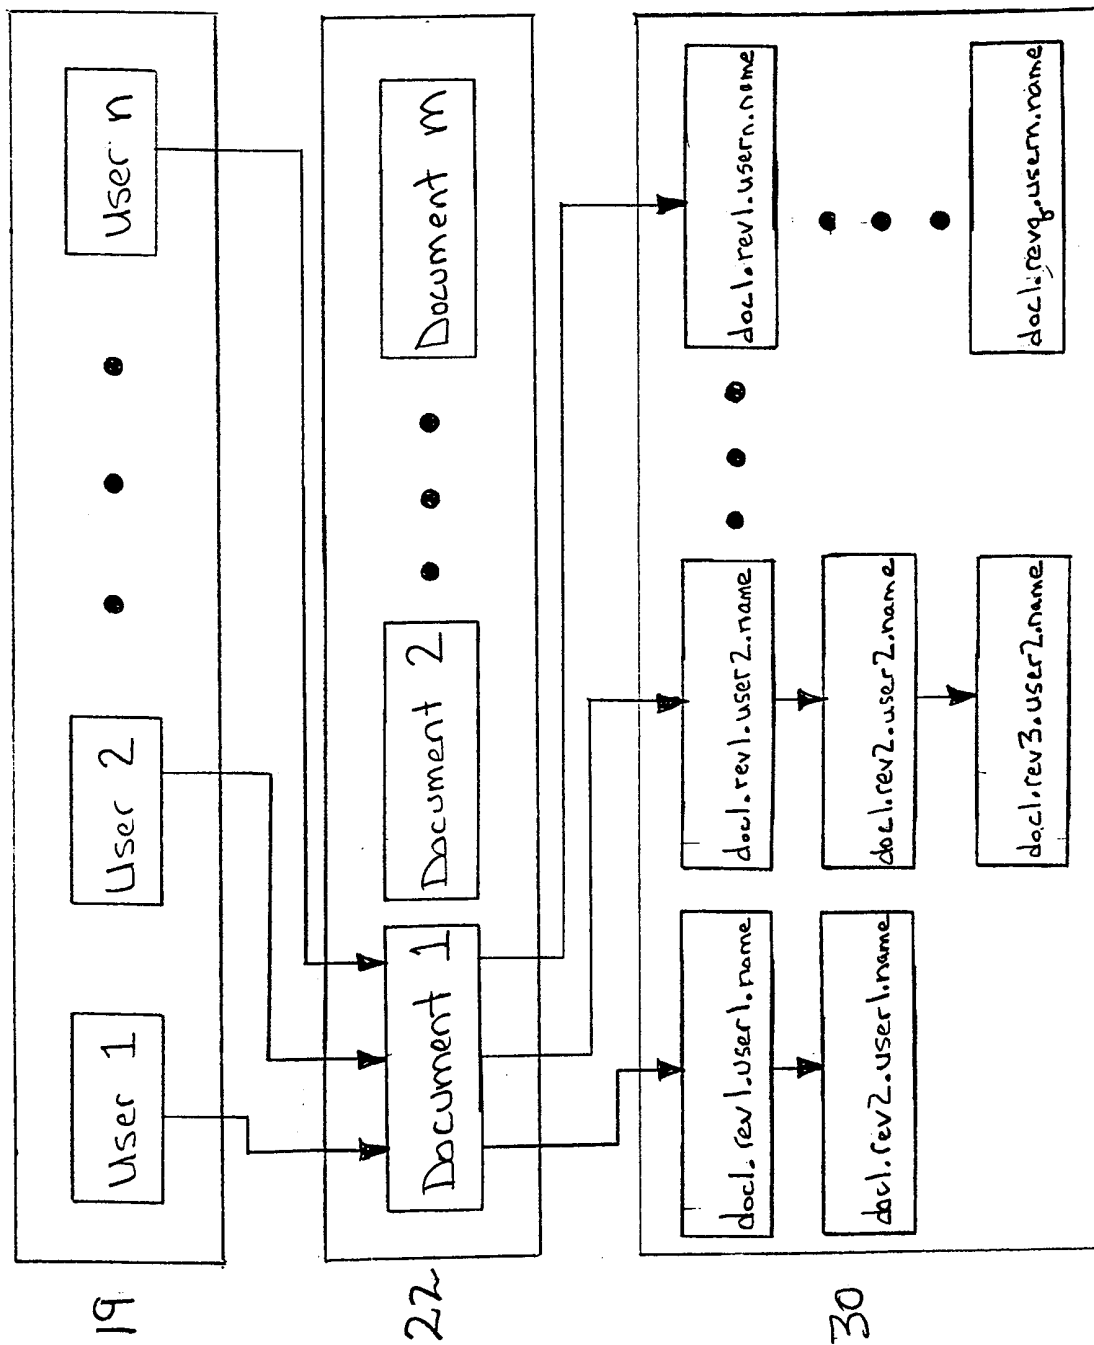 19
User 1
User 2
User n
22
Document 1
Document 2
Document m
30
doc1.rev1.user1.name
doc1.rev1.user2.name
doc1.rev1.usern.name
doc1.rev2.user1.name
doc1.rev2.user2.name
doc1.rev3.user2.name
doc1.revq.usern.name